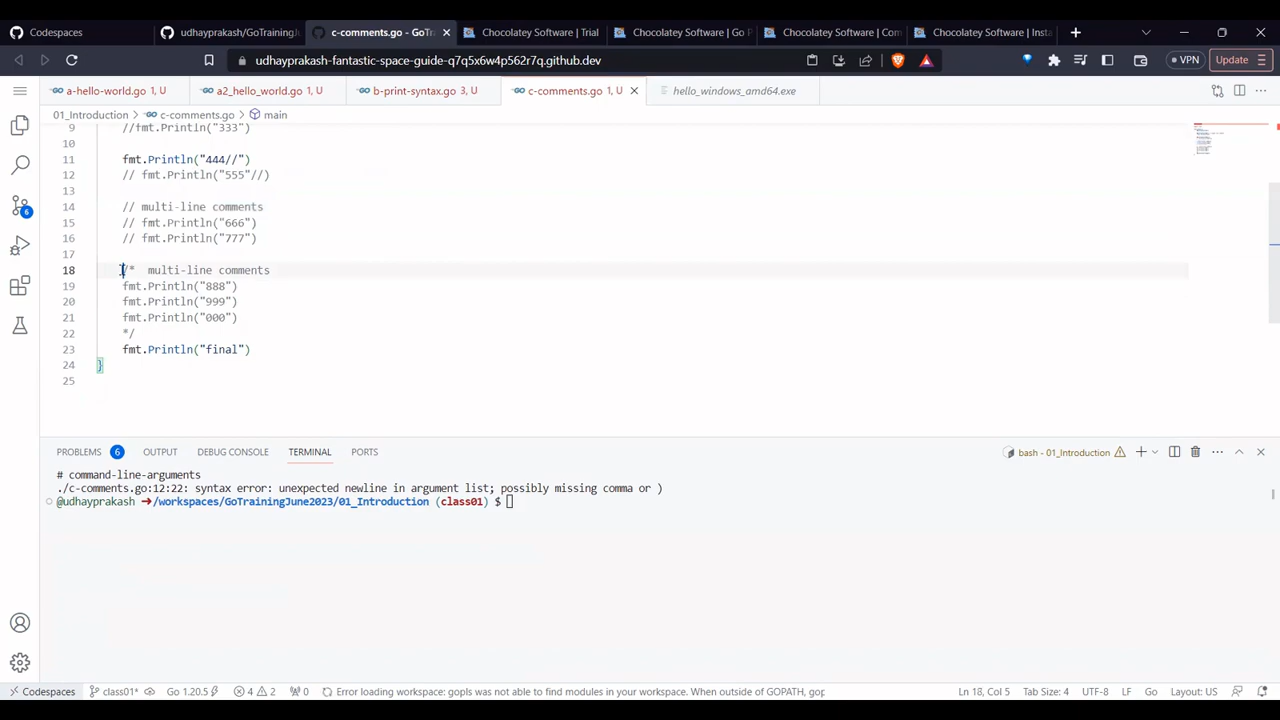 Codespaces
udhayprakash/GoTrainingJun
c-comments.go - GoTr
Chocolatey Software | Trial
Chocolatey Software | Go P
Chocolatey Software | Com
Chocolatey Software | Insta
udhayprakash-fantastic-space-guide-q7q5x6w4p562r7q.github.dev
VPN
Update
a-hello-world.go 1, U
a2_hello_world.go 1, U
b-print-syntax.go 3, U
c-comments.go 1, U
hello_windows_amd64.exe
01_Introduction > c-comments.go > main
9 //fmt.Println("333")
10
11 fmt.Println("444//")
12 // fmt.Println("555"//)
13
14 // multi-line comments
15 // fmt.Println("666")
16 // fmt.Println("777")
17
18 /* multi-line comments
19 fmt.Println("888")
20 fmt.Println("999")
21 fmt.Println("000")
22 */
23 fmt.Println("final")
24 }
25
6
PROBLEMS 6 OUTPUT DEBUG CONSOLE TERMINAL PORTS
bash - 01_Introduction
# command-line-arguments
./c-comments.go:12:22: syntax error: unexpected newline in argument list; possibly missing comma or )
@udhayprakash ➜/workspaces/GoTrainingJune2023/01_Introduction (class01) $
Codespaces class01* Go 1.20.5 4 2 0 Error loading workspace: gopls was not able to find modules in your workspace. When outside of GOPATH, gop Ln 18, Col 5 Tab Size: 4 UTF-8 LF Go Layout: US